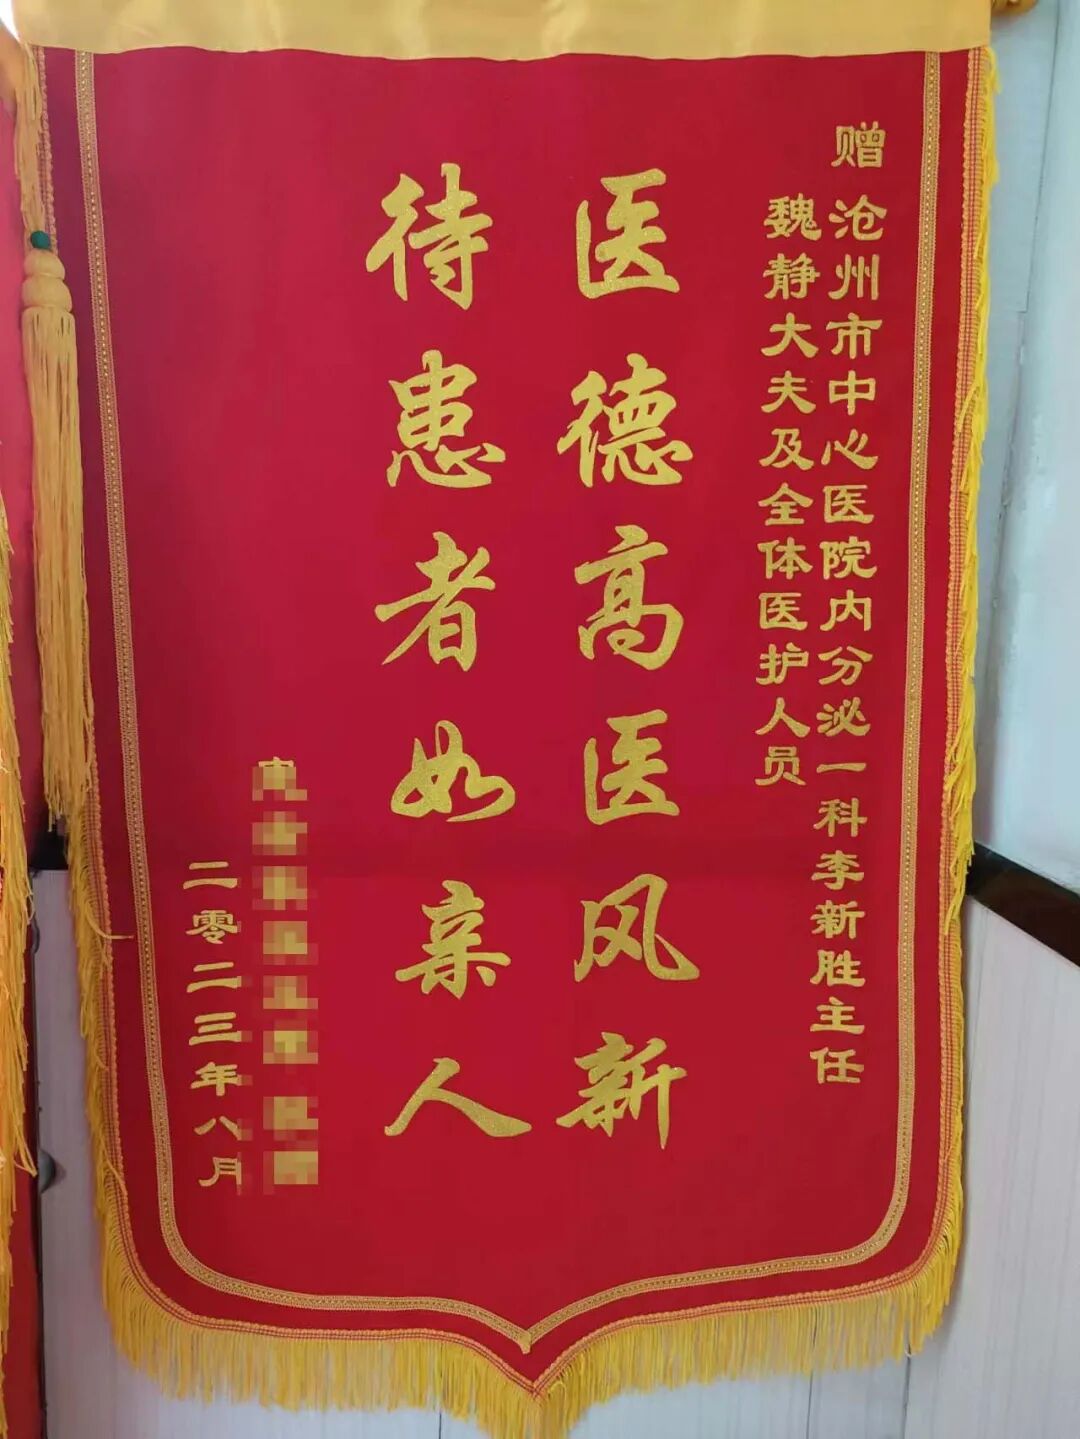 赠 沧州市中心医院内分泌一科李新胜主任
魏静大夫及全体医护人员
医德高医风新
待患者如亲人
二零二三年八月